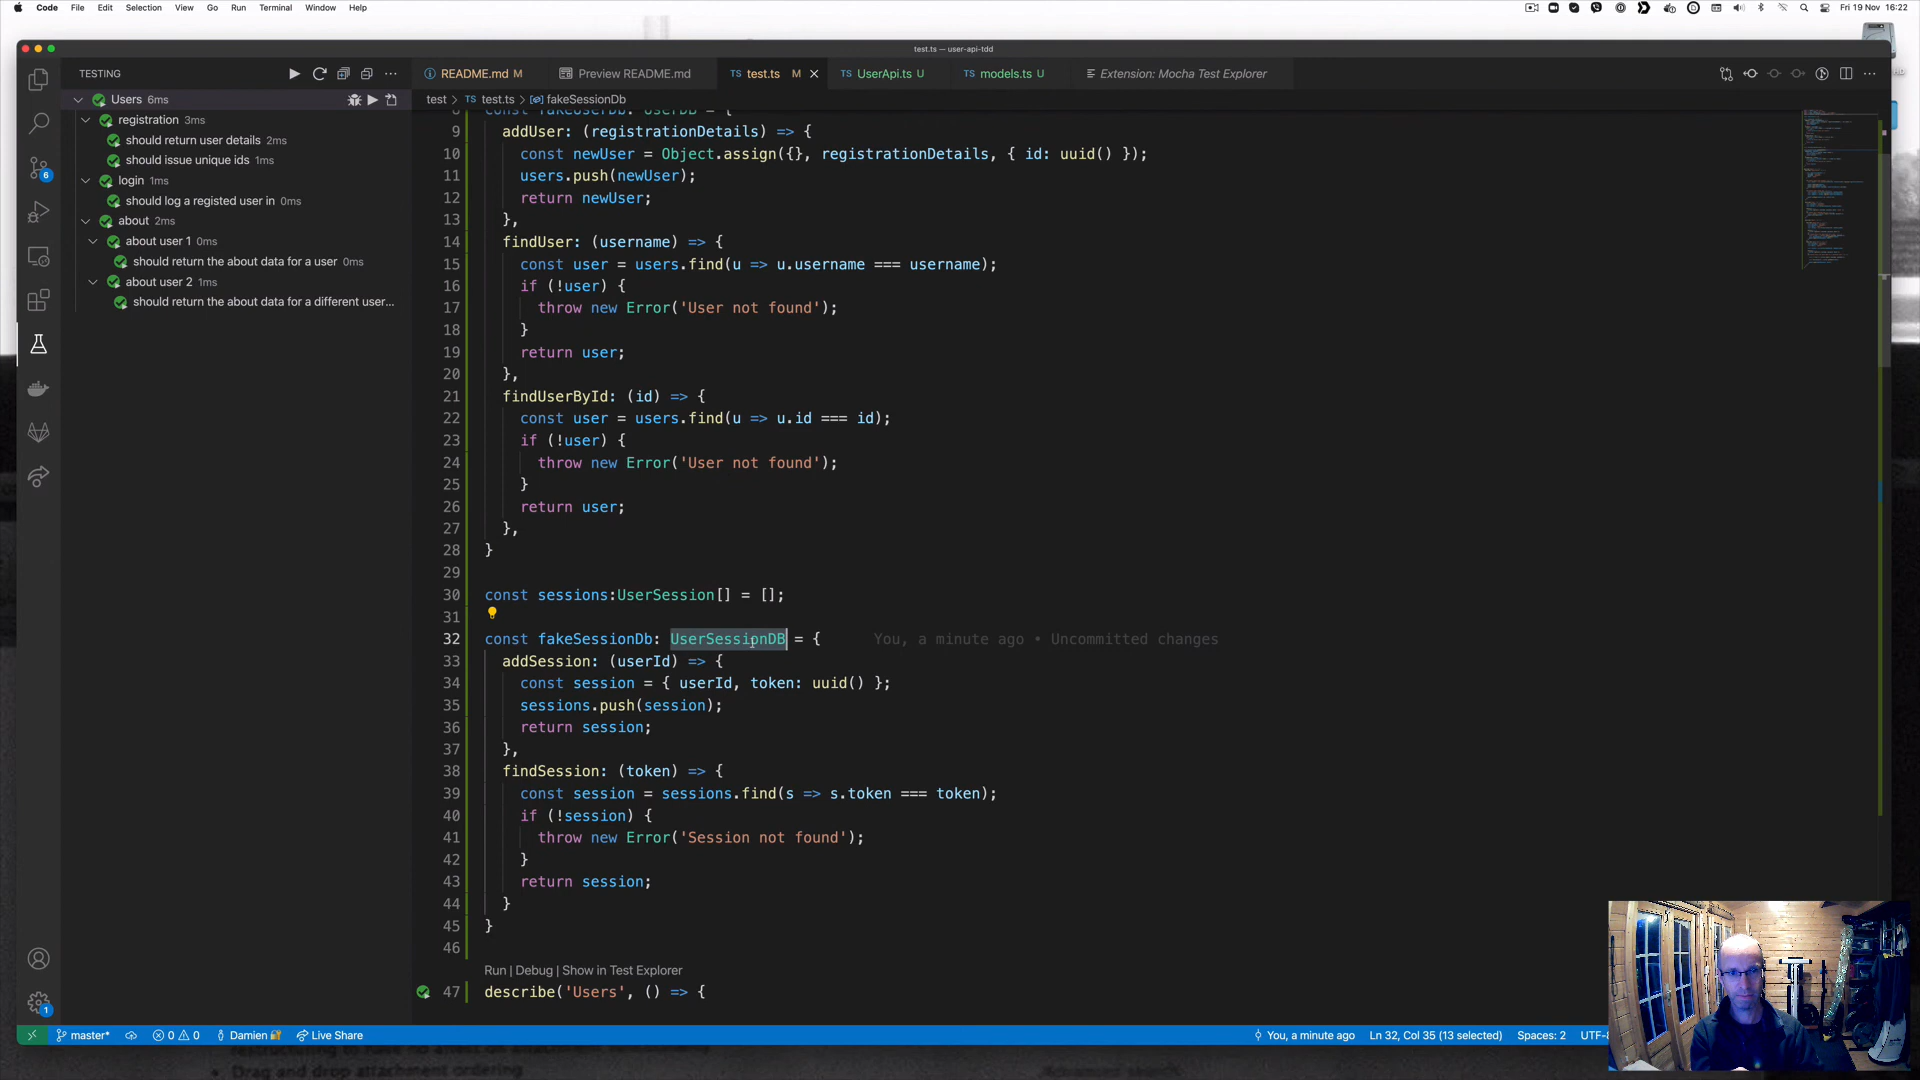 Code File Edit Selection View Go Run Terminal Window Help Fri 19 Nov 16:22
test.ts — user-api-tdd
TESTING
README.md M Preview README.md TS test.ts M TS UserApi.ts U TS models.ts U Extension: Mocha Test Explorer
Users 6ms
registration 3ms
should return user details 2ms
should issue unique ids 1ms
login 1ms
should log a registed user in 0ms
about 2ms
about user 1 0ms
should return the about data for a user 0ms
about user 2 1ms
should return the about data for a different user...
6
1
test > TS test.ts > fakeSessionDb
8 const fakeUserDb: UserDB = {
9 addUser: (registrationDetails) => {
10 const newUser = Object.assign({}, registrationDetails, { id: uuid() });
11 users.push(newUser);
12 return newUser;
13 },
14 findUser: (username) => {
15 const user = users.find(u => u.username === username);
16 if (!user) {
17 throw new Error('User not found');
18 }
19 return user;
20 },
21 findUserById: (id) => {
22 const user = users.find(u => u.id === id);
23 if (!user) {
24 throw new Error('User not found');
25 }
26 return user;
27 },
28 }
29
30 const sessions:UserSession[] = [];
31
32 const fakeSessionDb: UserSessionDB = { You, a minute ago • Uncommitted changes
33 addSession: (userId) => {
34 const session = { userId, token: uuid() };
35 sessions.push(session);
36 return session;
37 },
38 findSession: (token) => {
39 const session = sessions.find(s => s.token === token);
40 if (!session) {
41 throw new Error('Session not found');
42 }
43 return session;
44 }
45 }
46
Run | Debug | Show in Test Explorer
47 describe('Users', () => {
master* 0 0 Damien Live Share You, a minute ago Ln 32, Col 35 (13 selected) Spaces: 2 UTF-8
Drag and drop attachment ordering